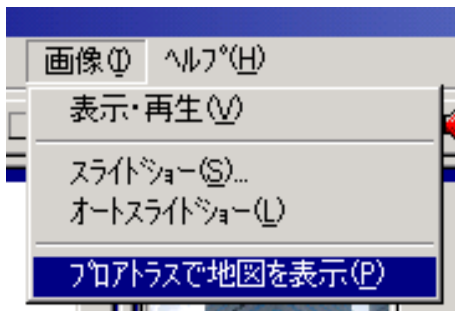 画像(I) ﾍﾙﾌﾟ(H)
表示・再生(V)
ｽﾗｲﾄﾞｼｮｰ(S)...
ｵｰﾄｽﾗｲﾄﾞｼｮｰ(L)
ﾌﾟﾛｱﾄﾗｽで地図を表示(P)